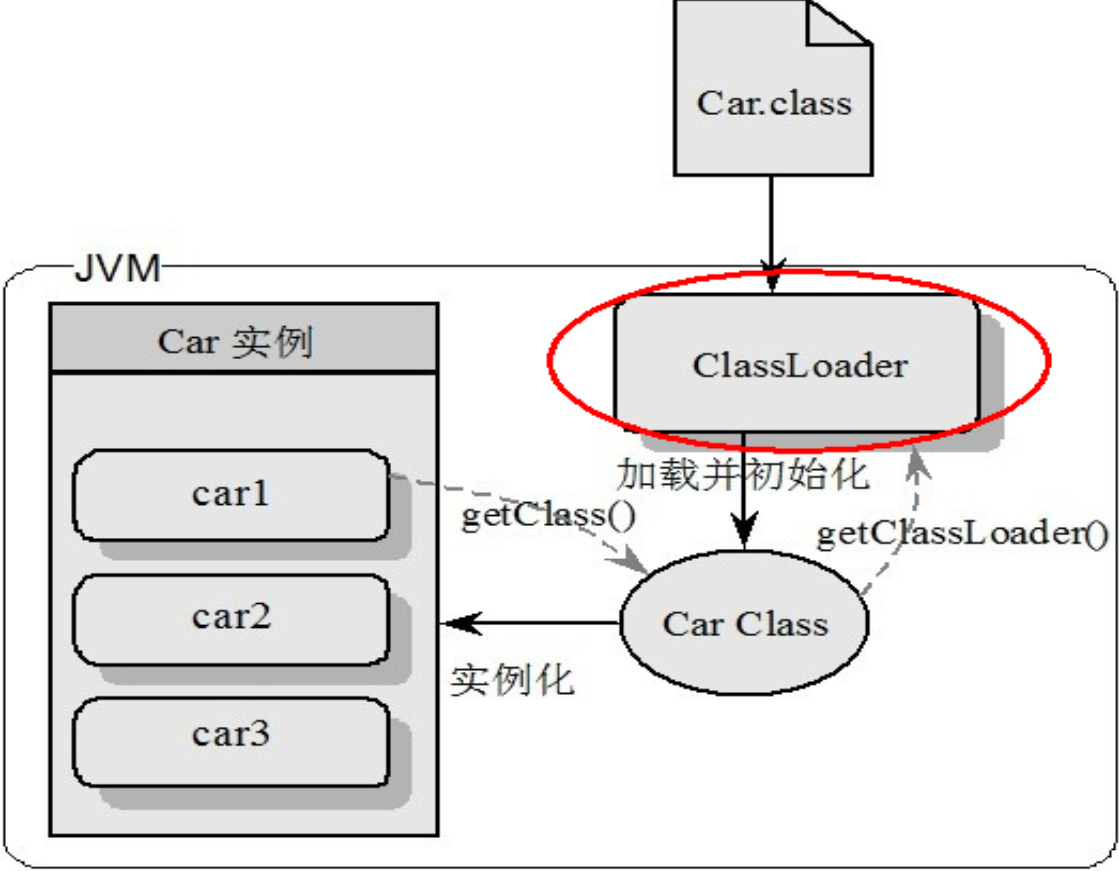 Car.class
JVM
Car 实例
ClassLoader
加载并初始化
car1
getClass()
getClassLoader()
car2
Car Class
实例化
car3